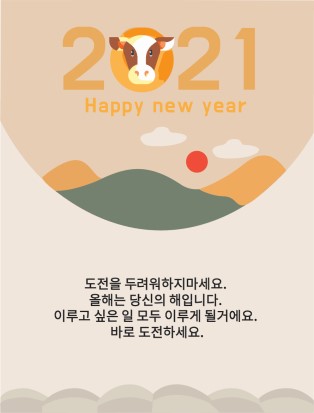 2021
Happy new year
도전을 두려워하지마세요.
올해는 당신의 해입니다.
이루고 싶은 일 모두 이루게 될거에요.
바로 도전하세요.